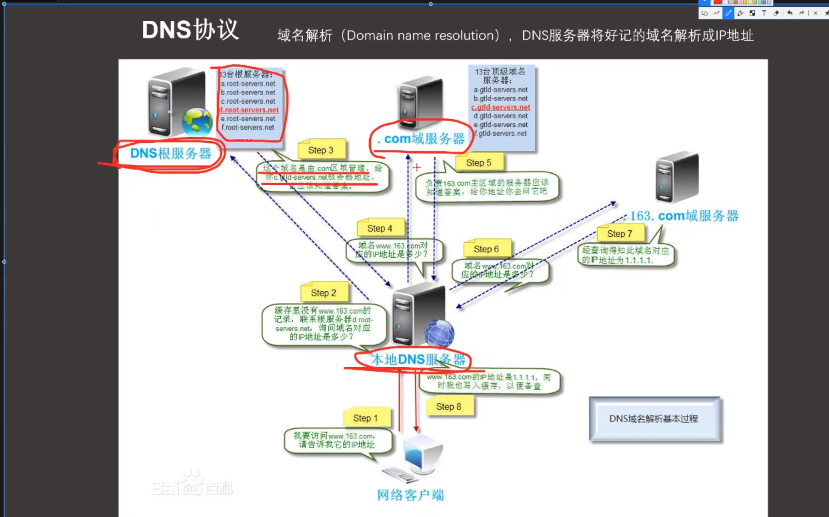 DNS协议
域名解析（Domain name resolution），DNS服务器将好记的域名解析成IP地址
13台根服务器：
a.root-servers.net
b.root-servers.net
c.root-servers.net
d.root-servers.net
e.root-servers.net
f.root-servers.net
DNS根服务器
13台顶级域名
服务器：
a.gtld-servers.net
b.gtld-servers.net
c.gtld-servers.net
d.gtld-servers.net
e.gtld-servers.net
f.gtld-servers.net
.com域服务器
Step 3
这个域名是由.com区域管理，给
你c.gtld-servers.net服务器地址，
应该知道答案。
Step 5
负责163.com主区域的服务器应该
知道答案，给你地址你去问它吧
163.com域服务器
Step 7
经查询得知此域名对应
的IP地址为1.1.1.1.
Step 4
域名www.163.com对
应的IP地址是多少？
Step 6
域名www.163.com对
应的IP地址是多少？
Step 2
缓存里没有www.163.com的
记录，联系根服务器d.root-
servers.net，询问域名对应
的IP地址是多少？
本地DNS服务器
www.163.com的IP地址是1.1.1.1，同
时我也写入缓存，以便备查
Step 8
Step 1
我要访问www.163.com，
请告诉我它的IP地址
网络客户端
DNS域名解析基本过程
Baidu百科